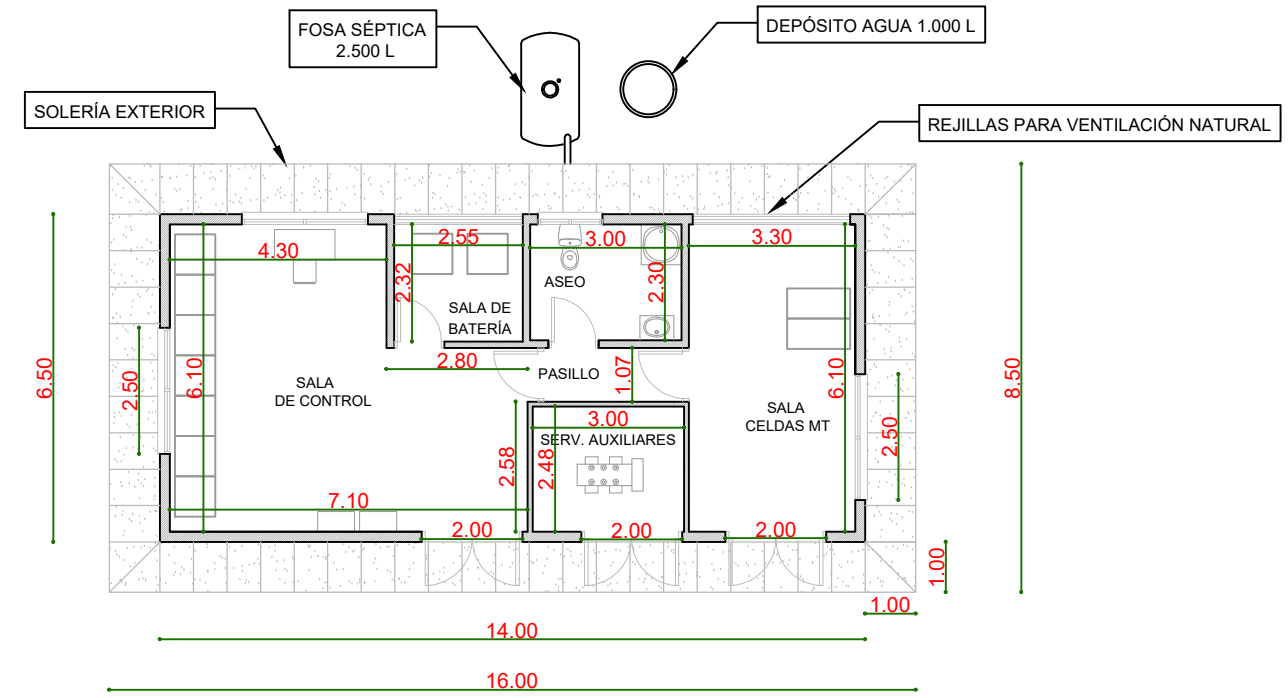 FOSA SÉPTICA
2.500 L
DEPÓSITO AGUA 1.000 L
SOLERÍA EXTERIOR
REJILLAS PARA VENTILACIÓN NATURAL
4.30
2.55
3.00
3.30
2.32
2.30
ASEO
SALA DE
BATERÍA
6.50
2.50
6.10
SALA
DE CONTROL
2.80
PASILLO
1.07
6.10
8.50
SALA
CELDAS MT
2.50
3.00
SERV. AUXILIARES
2.58
2.48
7.10
2.00
2.00
2.00
1.00
1.00
14.00
16.00